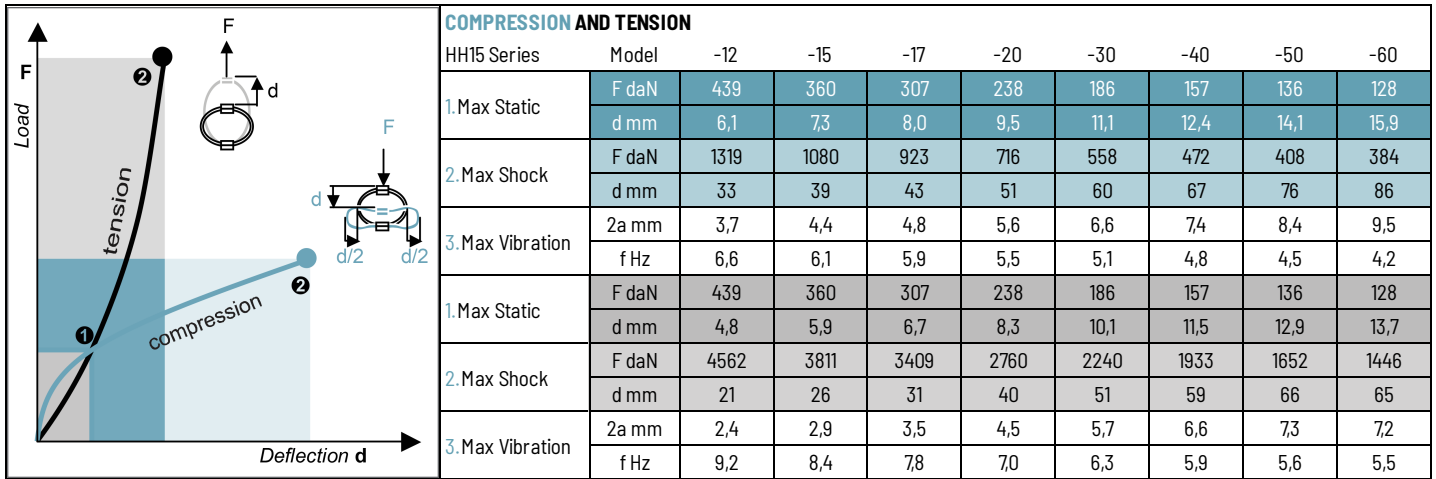 F
Load
❷
F
d
tension
F
d
d/2 d/2
❷
❶
compression
Deflection d
COMPRESSION AND TENSION
HH15 Series Model -12 -15 -17 -20 -30 -40 -50 -60
1.Max Static F daN 439 360 307 238 186 157 136 128
d mm 6,1 7,3 8,0 9,5 11,1 12,4 14,1 15,9
2.Max Shock F daN 1319 1080 923 716 558 472 408 384
d mm 33 39 43 51 60 67 76 86
3.Max Vibration 2a mm 3,7 4,4 4,8 5,6 6,6 7,4 8,4 9,5
f Hz 6,6 6,1 5,9 5,5 5,1 4,8 4,5 4,2
1.Max Static F daN 439 360 307 238 186 157 136 128
d mm 4,8 5,9 6,7 8,3 10,1 11,5 12,9 13,7
2.Max Shock F daN 4562 3811 3409 2760 2240 1933 1652 1446
d mm 21 26 31 40 51 59 66 65
3.Max Vibration 2a mm 2,4 2,9 3,5 4,5 5,7 6,6 7,3 7,2
f Hz 9,2 8,4 7,8 7,0 6,3 5,9 5,6 5,5